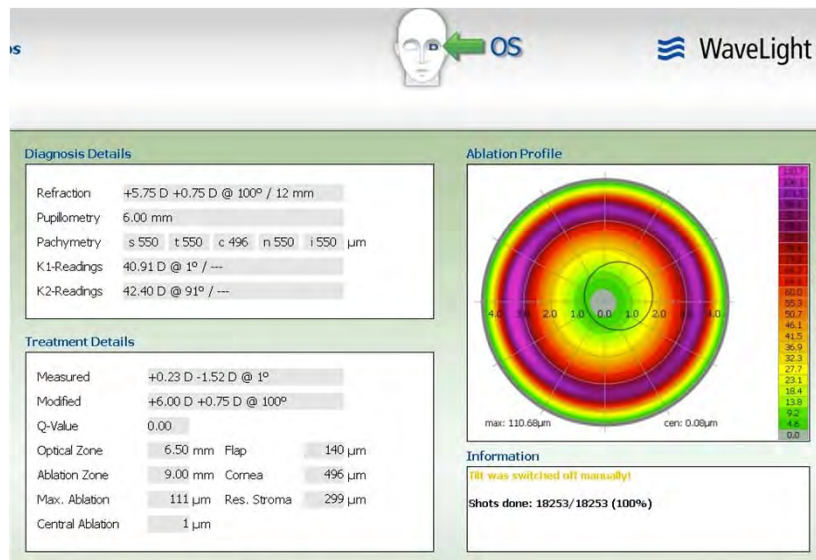 OS
WaveLight
Diagnosis Details
Refraction +5.75 D +0.75 D @ 100º / 12 mm
Pupillometry 6.00 mm
Pachymetry s 550 t 550 c 496 n 550 i 550 µm
K1-Readings 40.91 D @ 1º / ---
K2-Readings 42.40 D @ 91º / ---
Treatment Details
Measured +0.23 D -1.52 D @ 1º
Modified +6.00 D +0.75 D @ 100º
Q-Value 0.00
Optical Zone 6.50 mm Flap 140 µm
Ablation Zone 9.00 mm Cornea 496 µm
Max. Ablation 111 µm Res. Stroma 299 µm
Central Ablation 1 µm
Ablation Profile
4.0 2.0 1.0 0.0 1.0 2.0 4.0
max: 110.68µm cen: 0.08µm
60.0
55.3
50.7
46.1
41.5
36.9
32.3
27.7
23.1
18.4
13.8
9.2
4.6
0.0
Information
Tilt was switched off manually!
Shots done: 18253/18253 (100%)